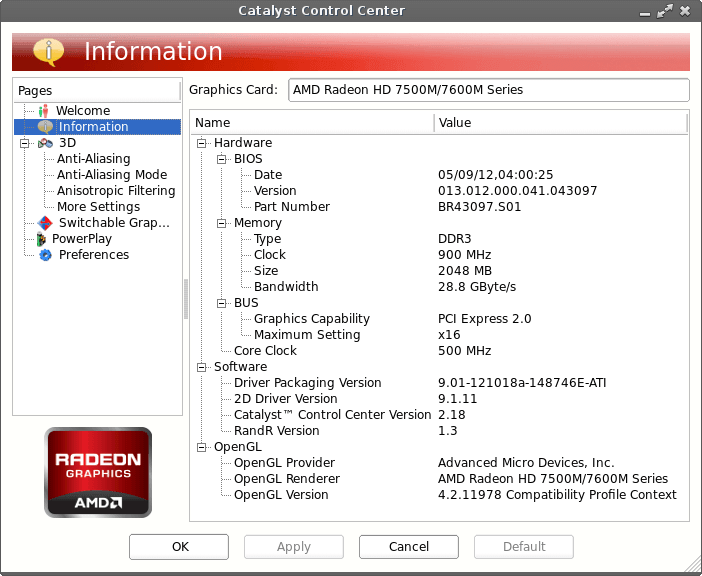 Catalyst Control Center
Information
Pages
Welcome
Information
3D
Anti-Aliasing
Anti-Aliasing Mode
Anisotropic Filtering
More Settings
Switchable Grap...
PowerPlay
Preferences
RADEON
GRAPHICS
AMD
Graphics Card: AMD Radeon HD 7500M/7600M Series
Name Value
Hardware
BIOS
Date 05/09/12,04:00:25
Version 013.012.000.041.043097
Part Number BR43097.S01
Memory
Type DDR3
Clock 900 MHz
Size 2048 MB
Bandwidth 28.8 GByte/s
BUS
Graphics Capability PCI Express 2.0
Maximum Setting x16
Core Clock 500 MHz
Software
Driver Packaging Version 9.01-121018a-148746E-ATI
2D Driver Version 9.1.11
Catalyst™ Control Center Version 2.18
RandR Version 1.3
OpenGL
OpenGL Provider Advanced Micro Devices, Inc.
OpenGL Renderer AMD Radeon HD 7500M/7600M Series
OpenGL Version 4.2.11978 Compatibility Profile Context
OK Apply Cancel Default